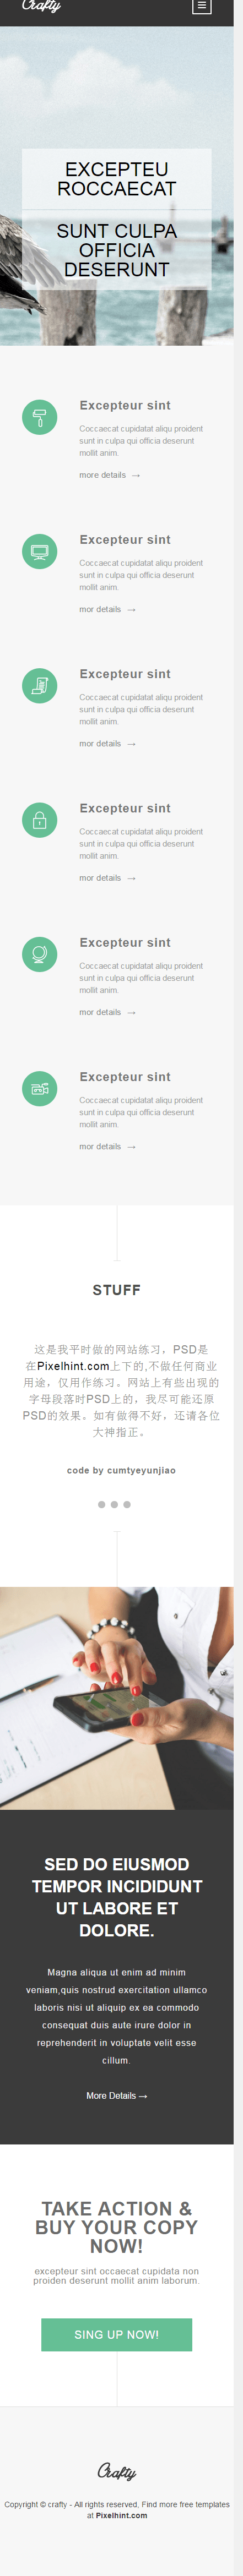 Crafty
EXCEPTEU
ROCCAECAT
SUNT CULPA
OFFICIA
DESERUNT
Excepteur sint
Coccaecat cupidatat aliqu proident
sunt in culpa qui officia deserunt
mollit anim.
more details →
Excepteur sint
Coccaecat cupidatat aliqu proident
sunt in culpa qui officia deserunt
mollit anim.
mor details →
Excepteur sint
Coccaecat cupidatat aliqu proident
sunt in culpa qui officia deserunt
mollit anim.
mor details →
Excepteur sint
Coccaecat cupidatat aliqu proident
sunt in culpa qui officia deserunt
mollit anim.
mor details →
Excepteur sint
Coccaecat cupidatat aliqu proident
sunt in culpa qui officia deserunt
mollit anim.
mor details →
Excepteur sint
Coccaecat cupidatat aliqu proident
sunt in culpa qui officia deserunt
mollit anim.
mor details →
STUFF
这是我平时做的网站练习，PSD是
在Pixelhint.com上下的,不做任何商业
用途，仅用作练习。网站上有些出现的
字母段落时PSD上的，我尽可能还原
PSD的效果。如有做得不好，还请各位
大神指正。
code by cumtyeyunjiao
SED DO EIUSMOD
TEMPOR INCIDIDUNT
UT LABORE ET
DOLORE.
Magna aliqua ut enim ad minim
veniam,quis nostrud exercitation ullamco
laboris nisi ut aliquip ex ea commodo
consequat duis aute irure dolor in
reprehenderit in voluptate velit esse
cillum.
More Details →
TAKE ACTION &
BUY YOUR COPY
NOW!
excepteur sint occaecat cupidata non
proiden deserunt mollit anim laborum.
SING UP NOW!
Crafty
Copyright © crafty - All rights reserved, Find more free templates
at Pixelhint.com